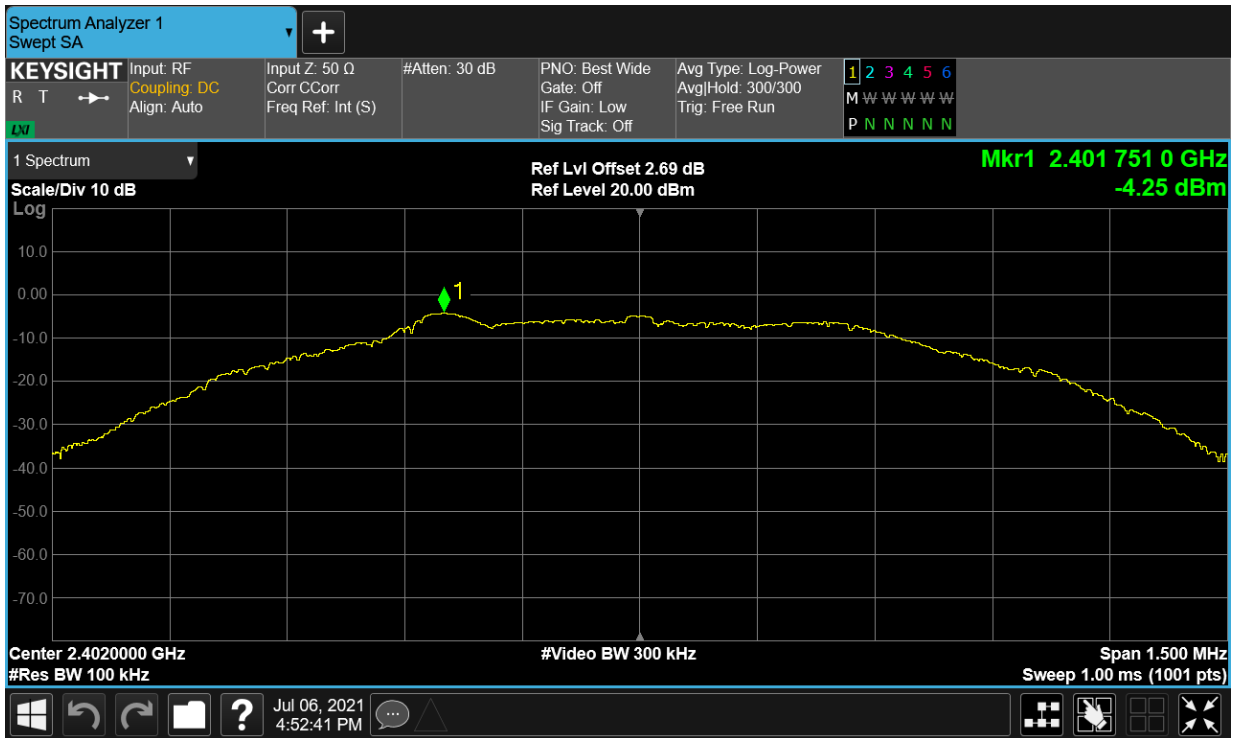 Spectrum Analyzer 1
Swept SA
▼
+
KEYSIGHT
R T
LXI
Input: RF
Coupling: DC
Align: Auto
Input Z: 50 Ω
Corr CCorr
Freq Ref: Int (S)
#Atten: 30 dB
PNO: Best Wide
Gate: Off
IF Gain: Low
Sig Track: Off
Avg Type: Log-Power
Avg|Hold: 300/300
Trig: Free Run
1 2 3 4 5 6
M W W W W W
P N N N N N
1 Spectrum ▼
Scale/Div 10 dB
Log
Ref Lvl Offset 2.69 dB
Ref Level 20.00 dBm
Mkr1 2.401 751 0 GHz
-4.25 dBm
10.0
0.00
-10.0
-20.0
-30.0
-40.0
-50.0
-60.0
-70.0
1
Center 2.4020000 GHz
#Res BW 100 kHz
#Video BW 300 kHz
Span 1.500 MHz
Sweep 1.00 ms (1001 pts)
?
Jul 06, 2021
4:52:41 PM